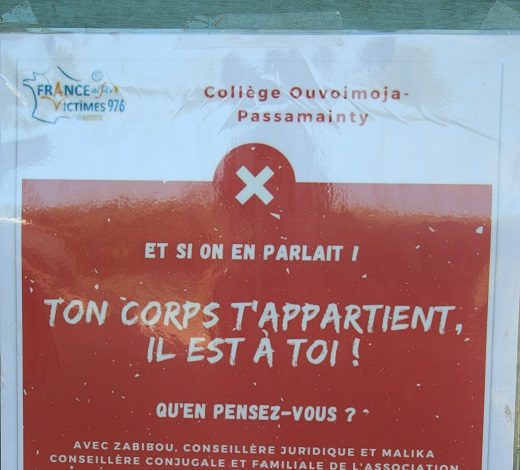 FRANCE
VICTIMES 976
MAYOTTE
Collège Ouvoimoja-
Passamainty
ET SI ON EN PARLAIT !
TON CORPS T'APPARTIENT,
IL EST À TOI !
QU'EN PENSEZ-VOUS ?
AVEC ZABIBOU, CONSEILLÈRE JURIDIQUE ET MALIKA
CONSEILLÈRE CONJUGALE ET FAMILIALE DE L'ASSOCIATION